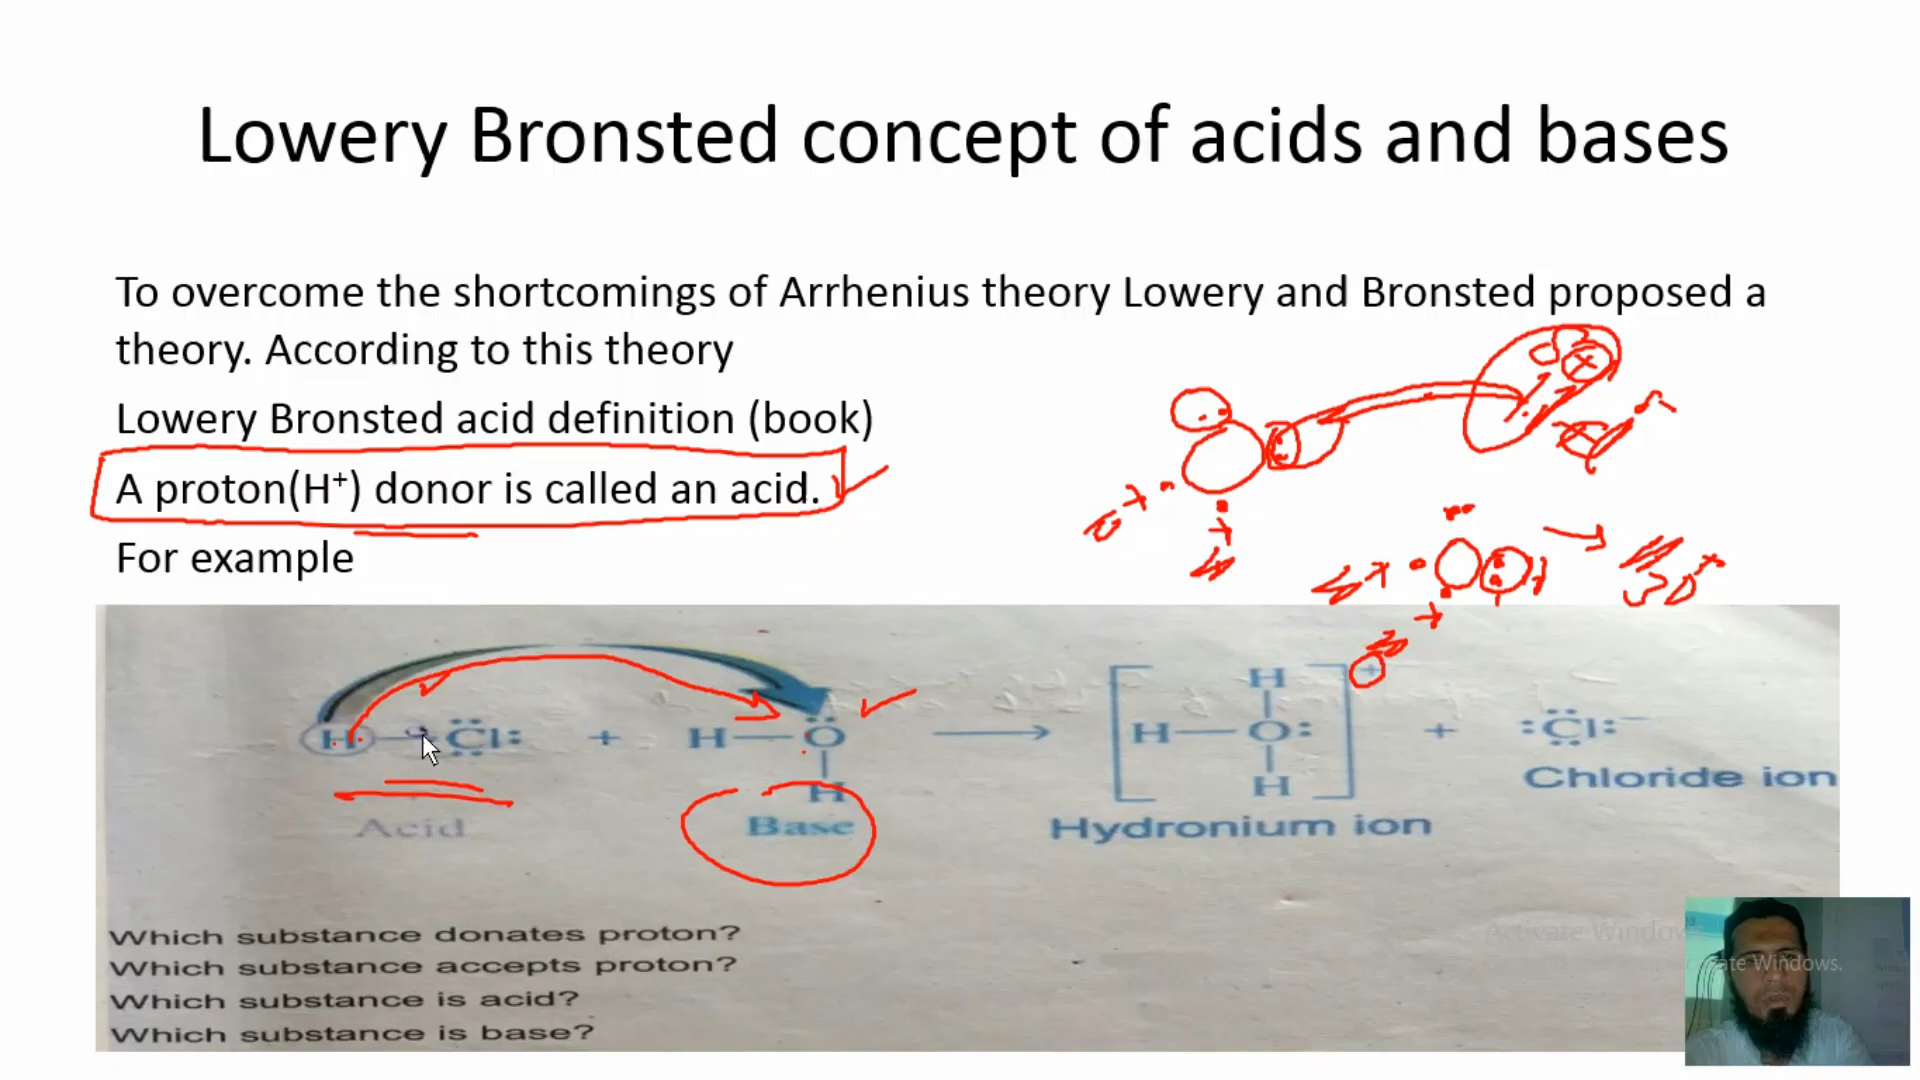 Lowery Bronsted concept of acids and bases
To overcome the shortcomings of Arrhenius theory Lowery and Bronsted proposed a
theory. According to this theory
Lowery Bronsted acid definition (book)
A proton(H⁺) donor is called an acid.
For example
H
H — Cl: + H — O → H — O: + :Cl:⁻
H H
Acid Base Hydronium ion Chloride ion
Which substance donates proton?
Which substance accepts proton?
Which substance is acid?
Which substance is base?
Activate Windows